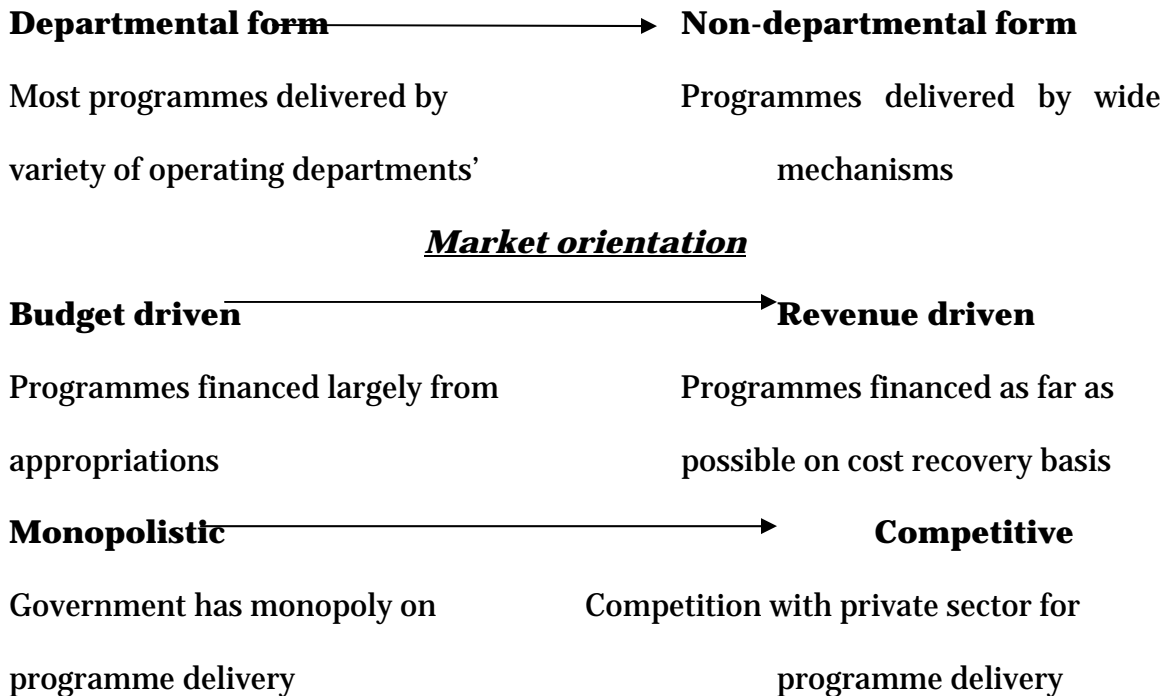 Departmental form Non-departmental form
Most programmes delivered by Programmes delivered by wide
variety of operating departments’ mechanisms
Market orientation
Budget driven Revenue driven
Programmes financed largely from Programmes financed as far as
appropriations possible on cost recovery basis
Monopolistic Competitive
Government has monopoly on Competition with private sector for
programme delivery programme delivery